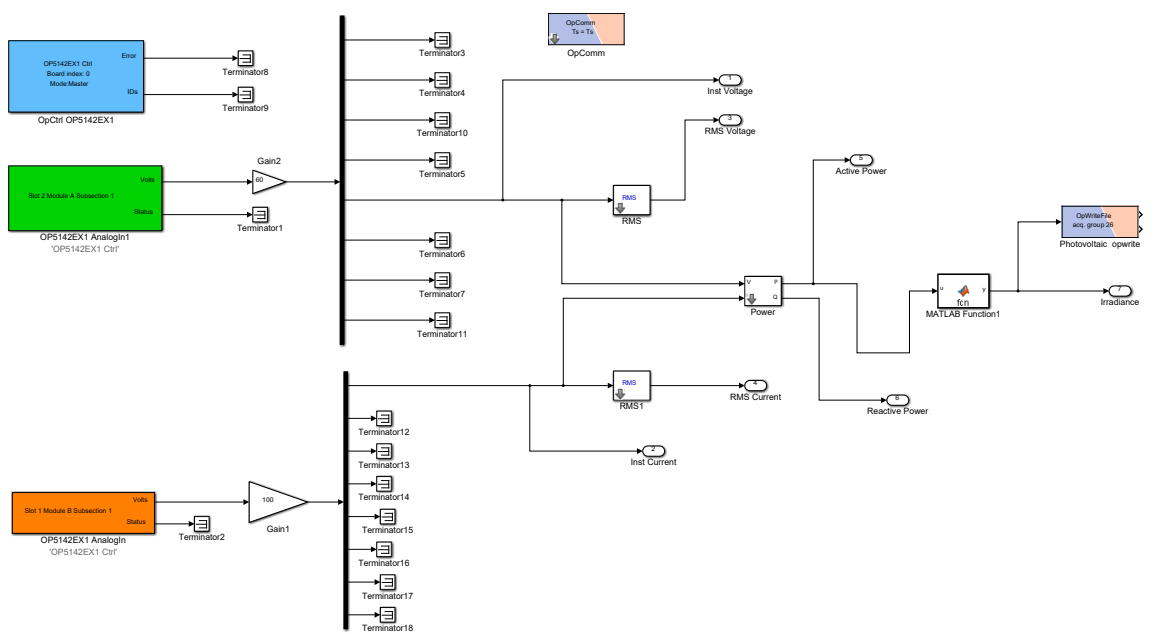 OpComm
Ts = Ts
OpComm
OP5142EX1 Ctrl
Board index: 0
Mode:Master
Error
IDs
OpCtrl OP5142EX1
Terminator8
Terminator9
Terminator3
Terminator4
Terminator10
Terminator5
1
Inst Voltage
3
RMS Voltage
5
Active Power
Gain2
60
Slot 2 Module A Subsection 1
Volts
Status
Terminator1
OP5142EX1 AnalogIn1
'OP5142EX1 Ctrl'
RMS
RMS
OpWriteFile
acq. group 26
Photovoltaic opwrite
Terminator6
Terminator7
Terminator11
V
I
P
Q
Power
u
y
fcn
MATLAB Function1
7
Irradiance
RMS
RMS1
4
RMS Current
6
Reactive Power
2
Inst Current
Terminator12
Terminator13
Terminator14
Terminator15
Terminator16
Terminator17
Terminator18
Slot 1 Module B Subsection 1
Volts
Status
Terminator2
100
Gain1
OP5142EX1 AnalogIn
'OP5142EX1 Ctrl'